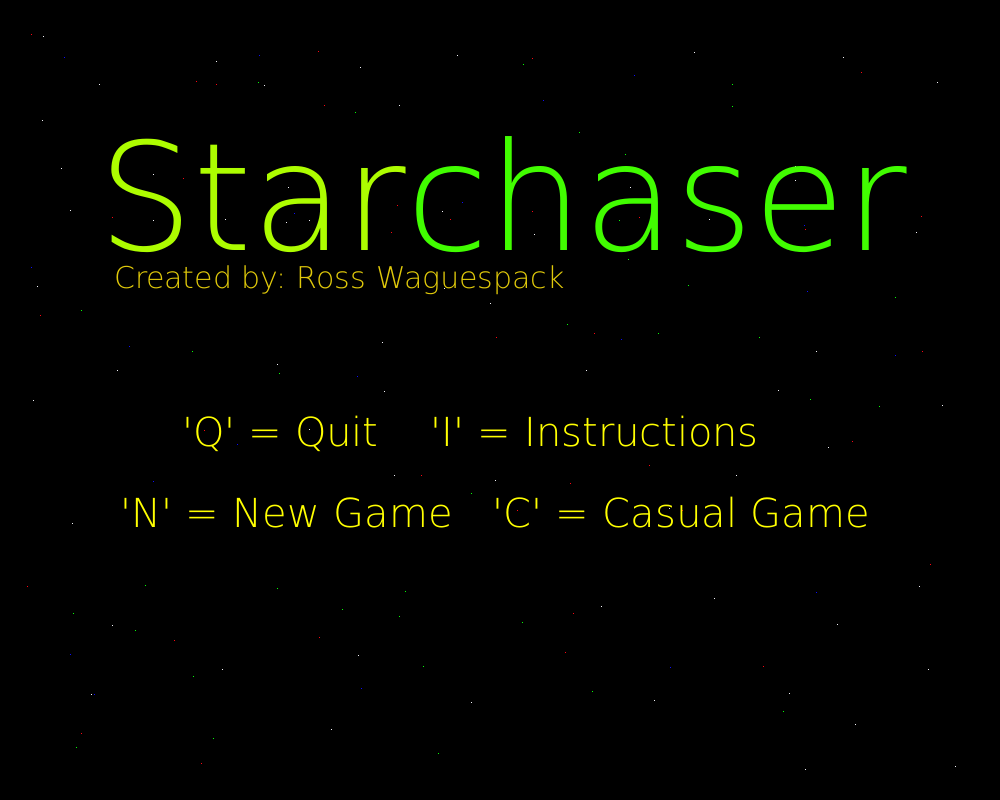 Starchaser
Created by: Ross Waguespack
'Q' = Quit 'I' = Instructions
'N' = New Game 'C' = Casual Game